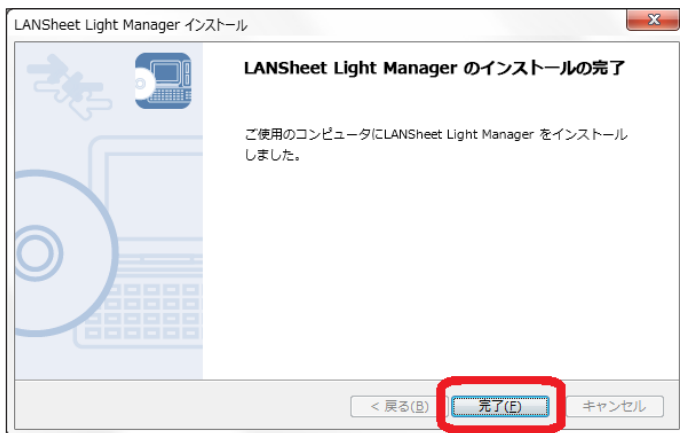 LANSheet Light Manager インストール
LANSheet Light Manager のインストールの完了
ご使用のコンピュータにLANSheet Light Manager をインストール
しました。
< 戻る(B) 完了(F) キャンセル